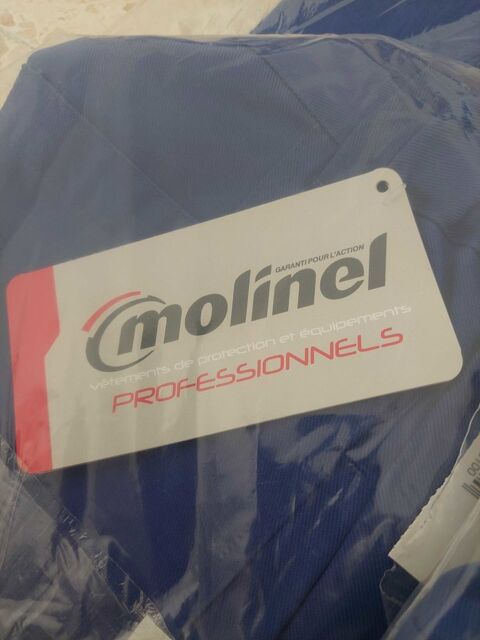 GARANTI POUR L'ACTION
molinel
vêtements de protection et équipements
PROFESSIONNELS